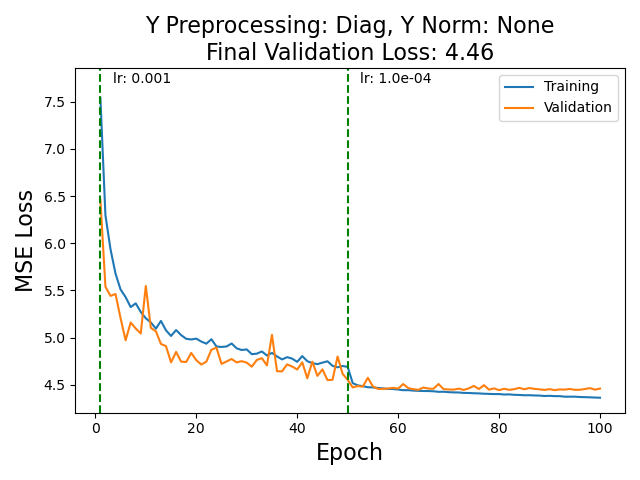 Y Preprocessing: Diag, Y Norm: None
Final Validation Loss: 4.46
lr: 0.001
lr: 1.0e-04
Training
Validation
7.5
7.0
6.5
6.0
5.5
5.0
4.5
MSE Loss
0
20
40
60
80
100
Epoch